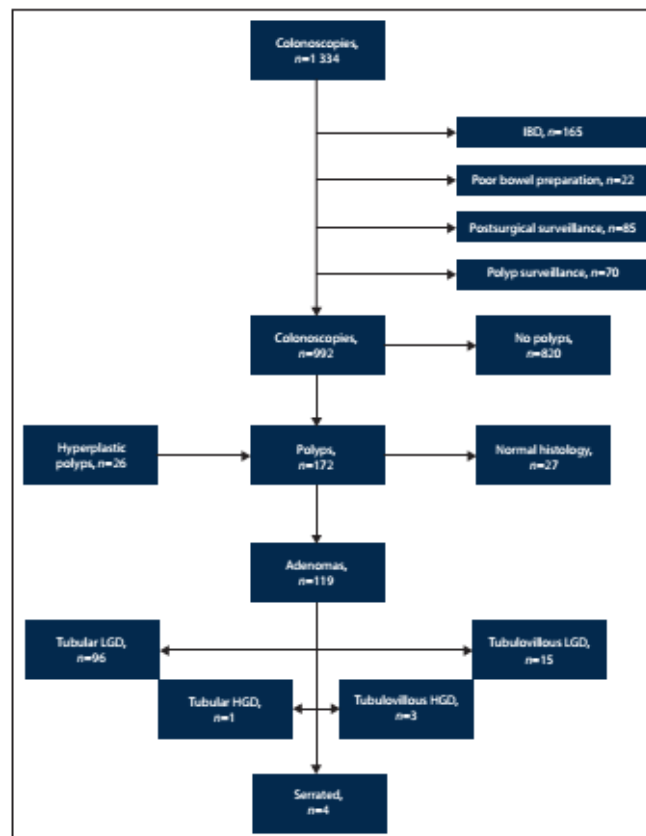 Colonoscopies,
n=1 334
IBD, n=165
Poor bowel preparation, n=22
Postsurgical surveillance, n=85
Polyp surveillance, n=70
Colonoscopies,
n=992
No polyps,
n=820
Hyperplastic
polyps, n=26
Polyps,
n=172
Normal histology,
n=27
Adenomas,
n=119
Tubular LGD,
n=96
Tubulovillous LGD,
n=15
Tubular HGD,
n=1
Tubulovillous HGD,
n=3
Serrated,
n=4